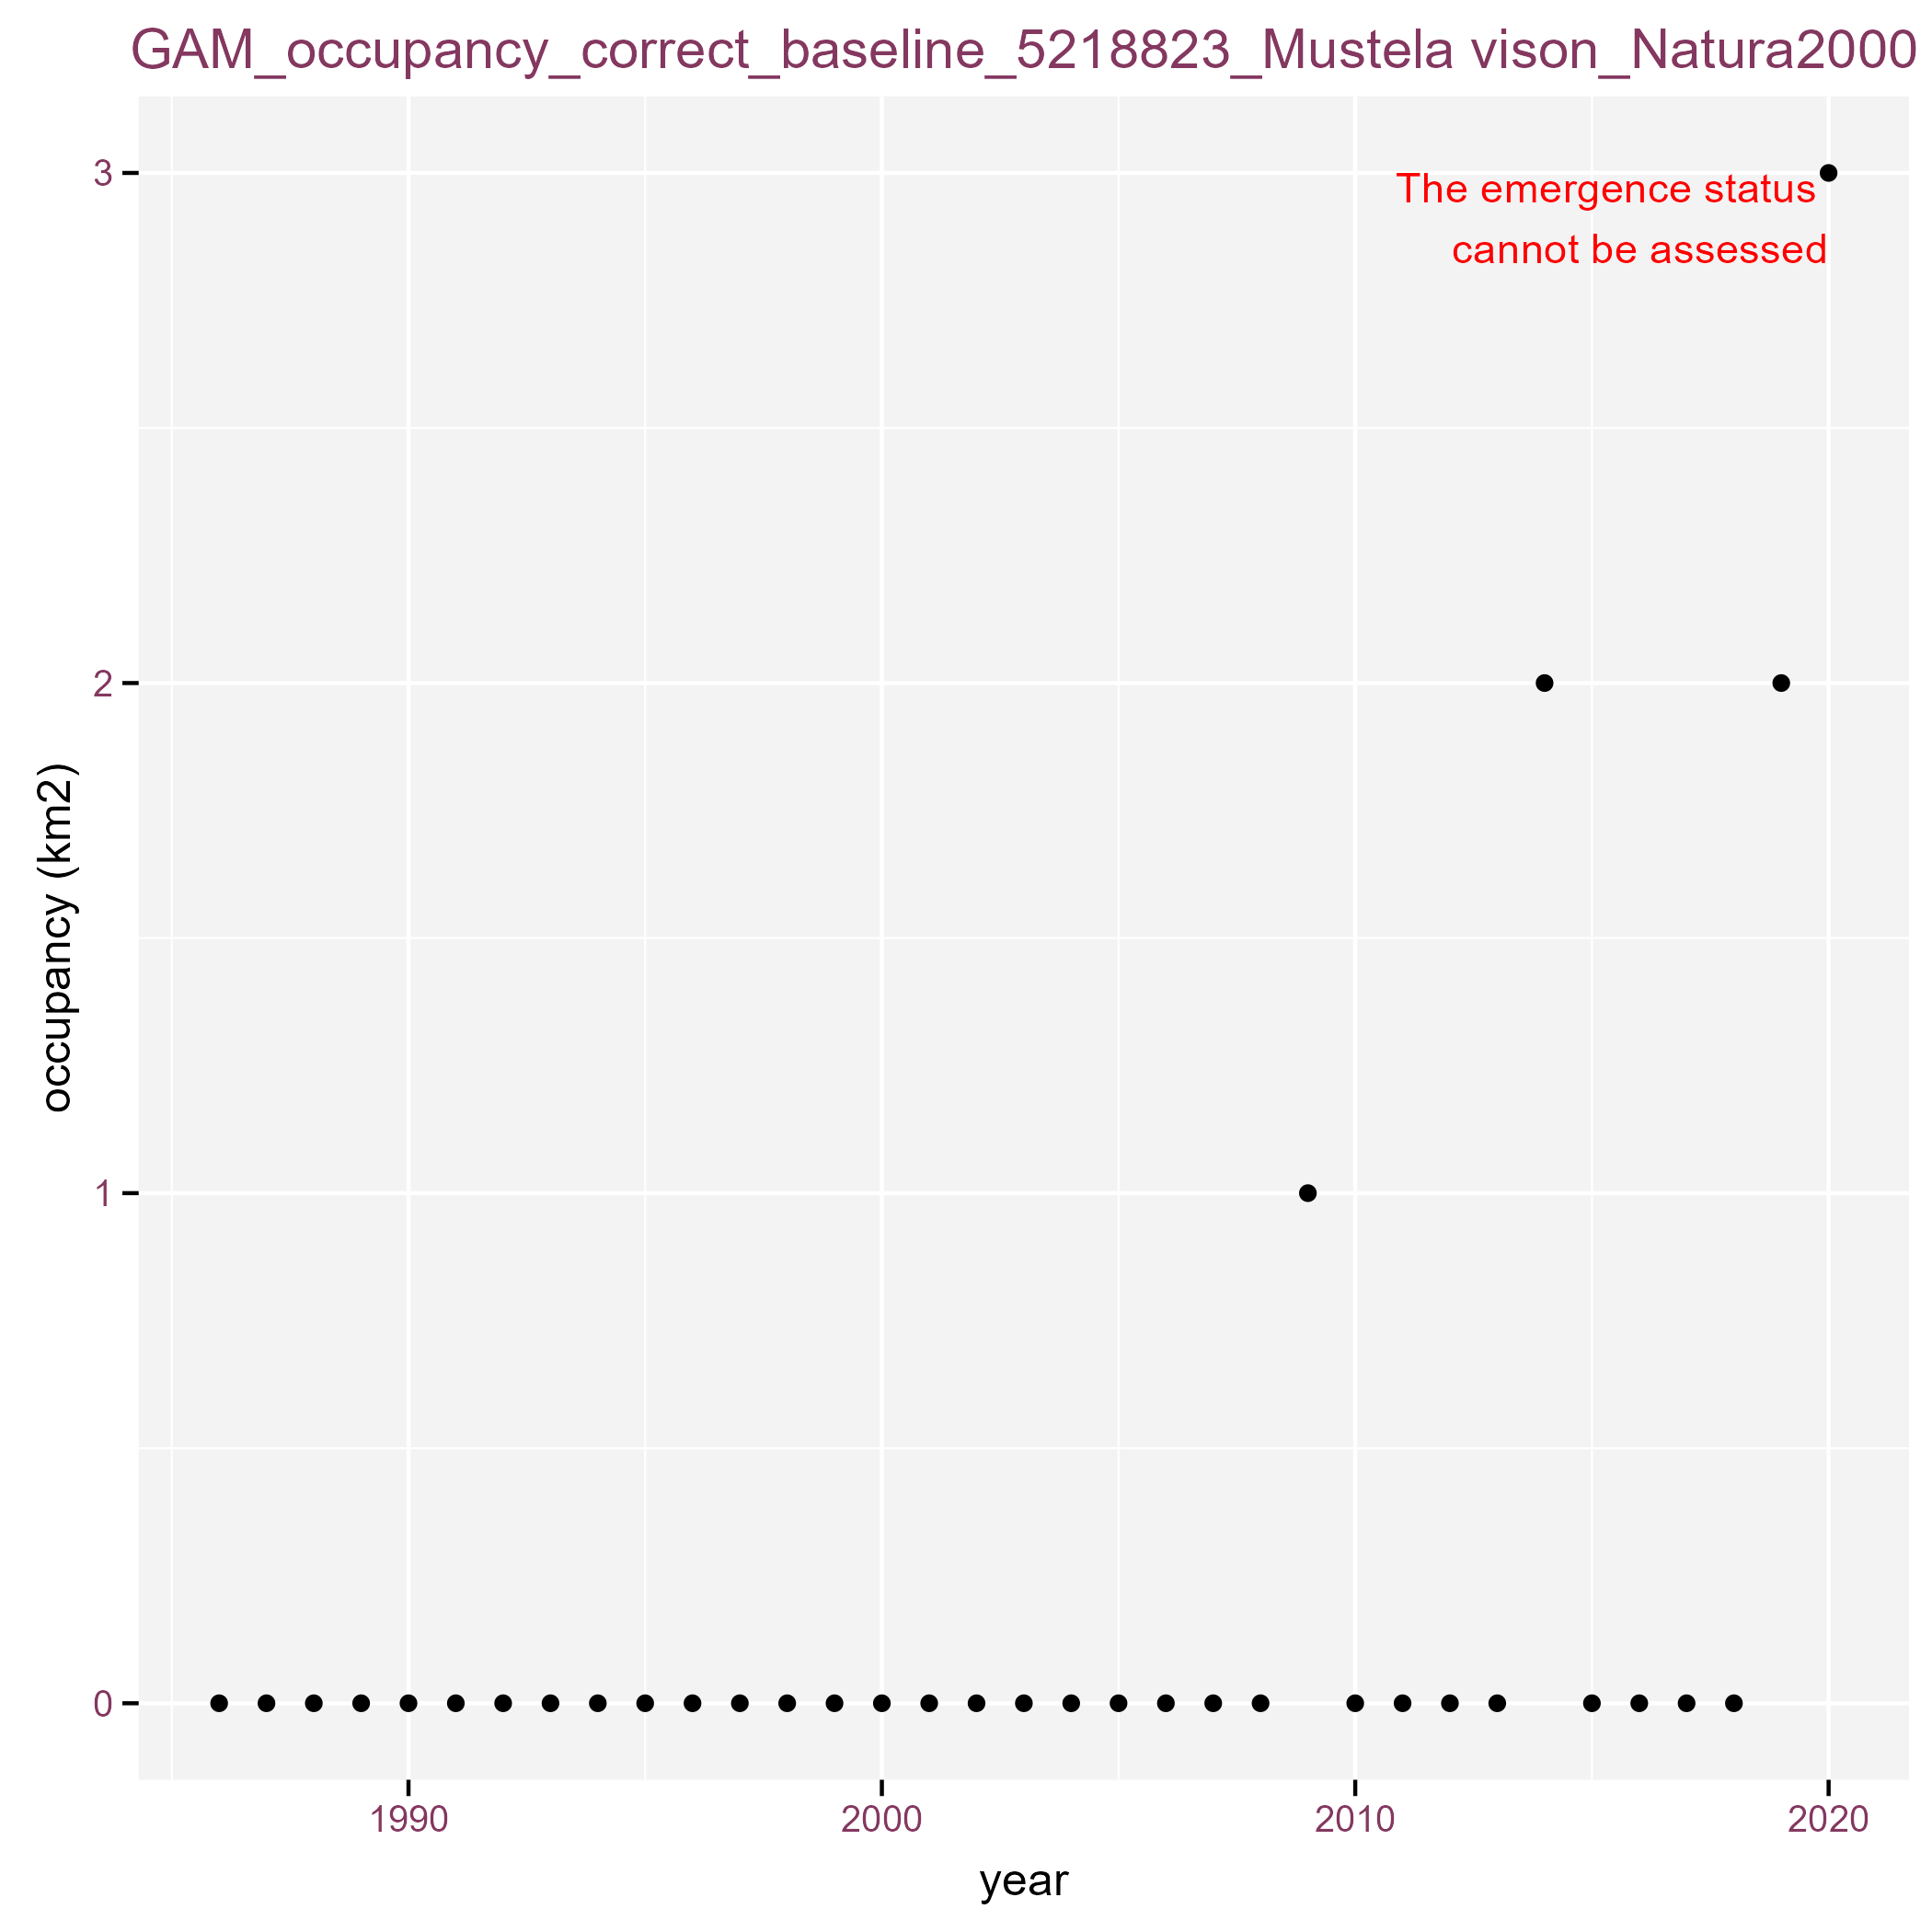 GAM_occupancy_correct_baseline_5218823_Mustela vison_Natura2000
3
The emergence status
cannot be assessed
2
occupancy (km2)
1
0
1990 2000 2010 2020
year